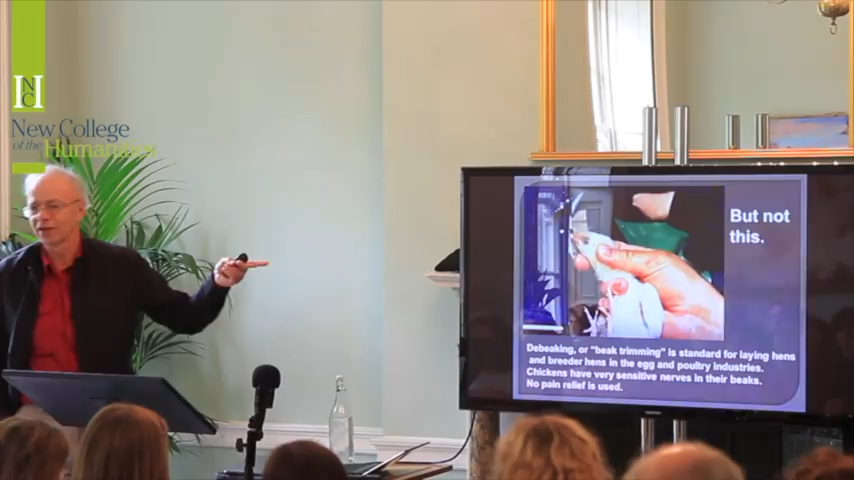 NC
H
New College
of the Humanities
But not
this.
Debeaking, or "beak trimming" is standard for laying hens
and breeder hens in the egg and poultry industries.
Chickens have very sensitive nerves in their beaks.
No pain relief is used.